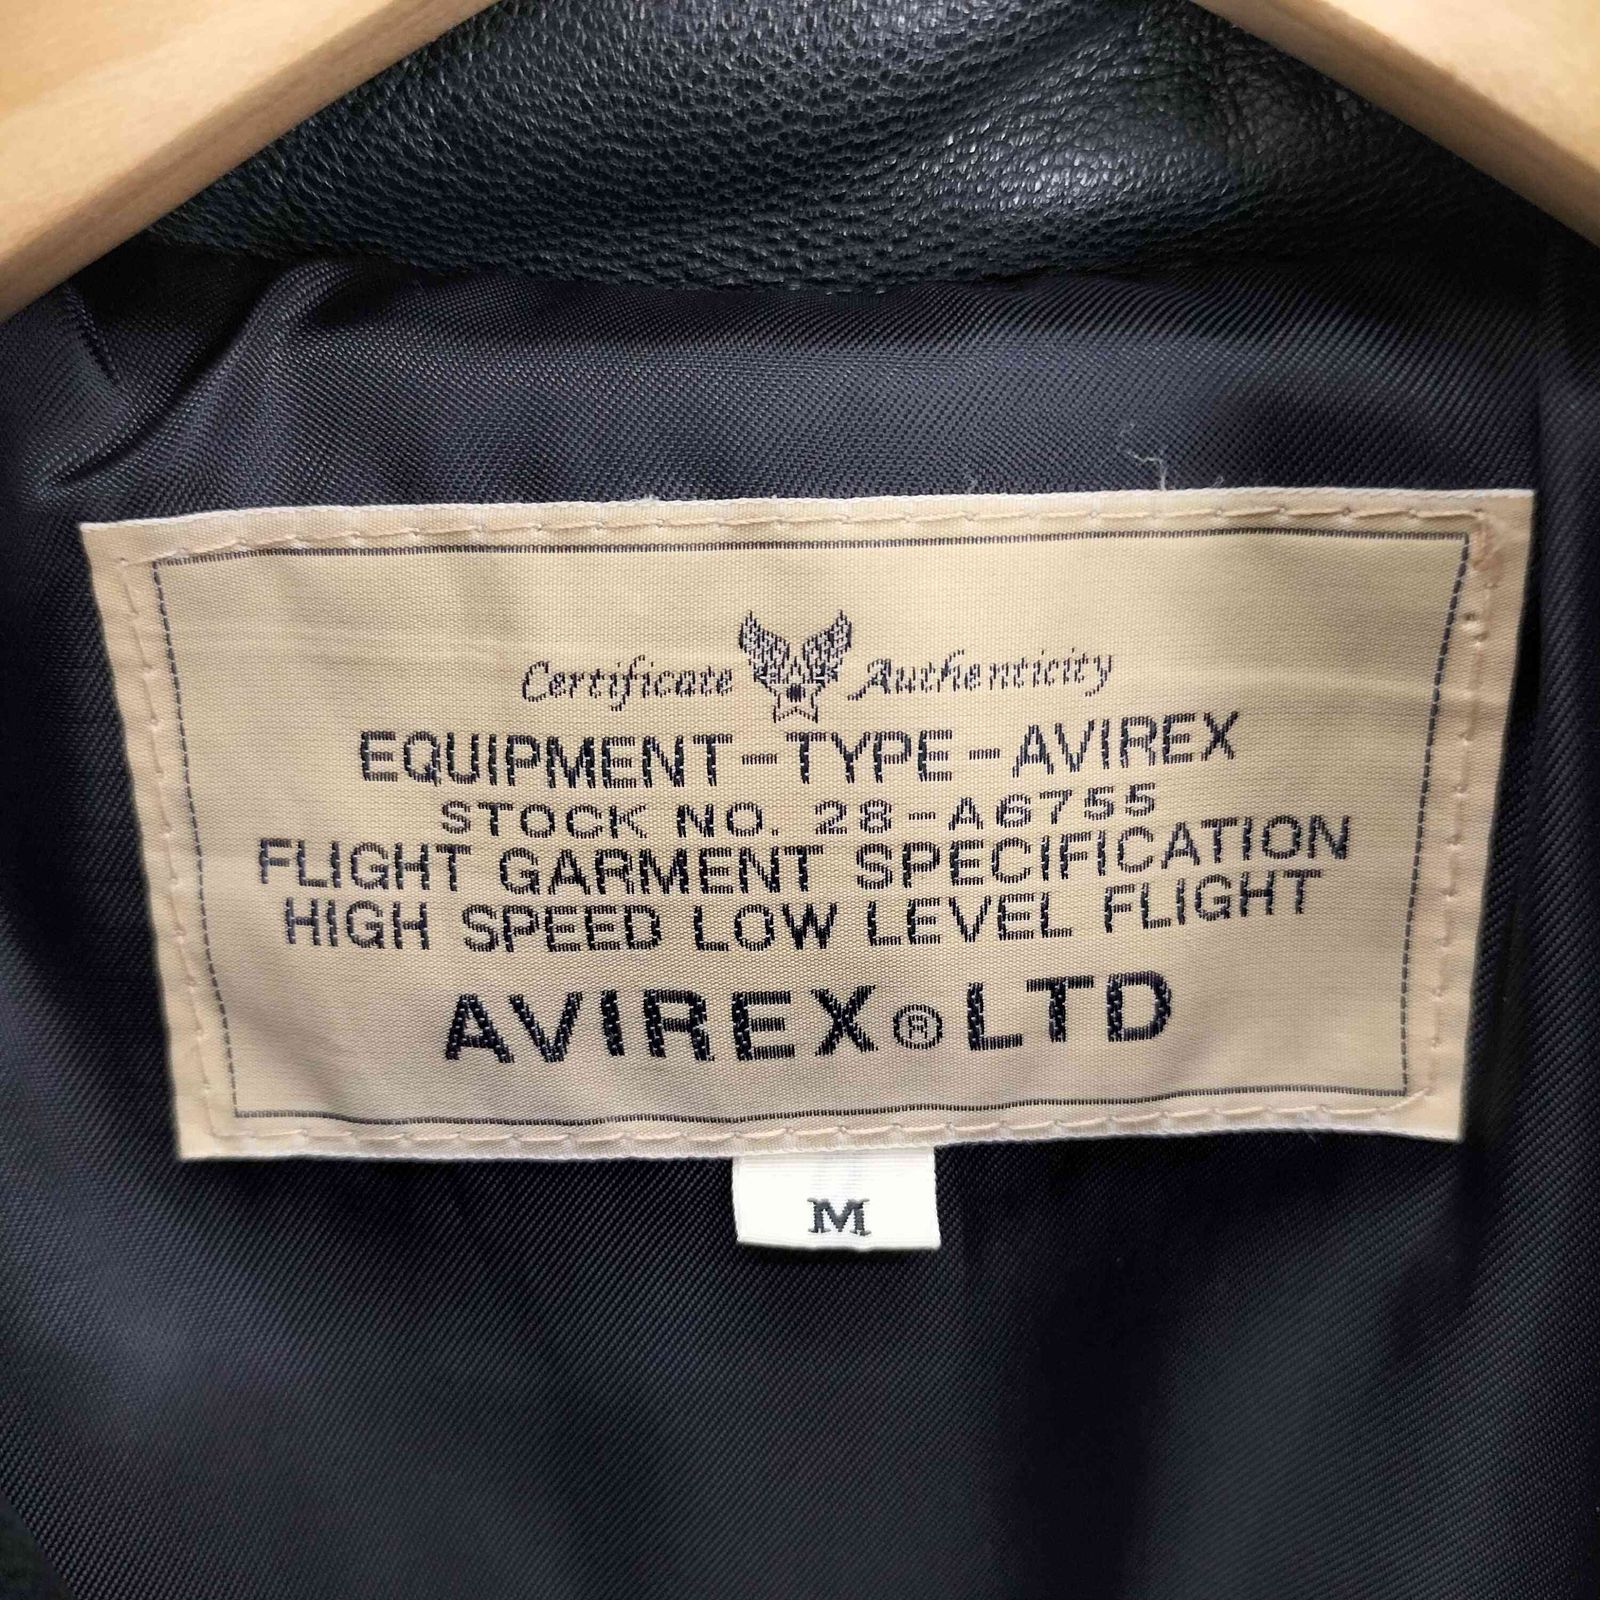 Certificate Authenticity
EQUIPMENT-TYPE-AVIREX
STOCK NO. 28-A6755
FLIGHT GARMENT SPECIFICATION
HIGH SPEED LOW LEVEL FLIGHT
AVIREX®LTD
M